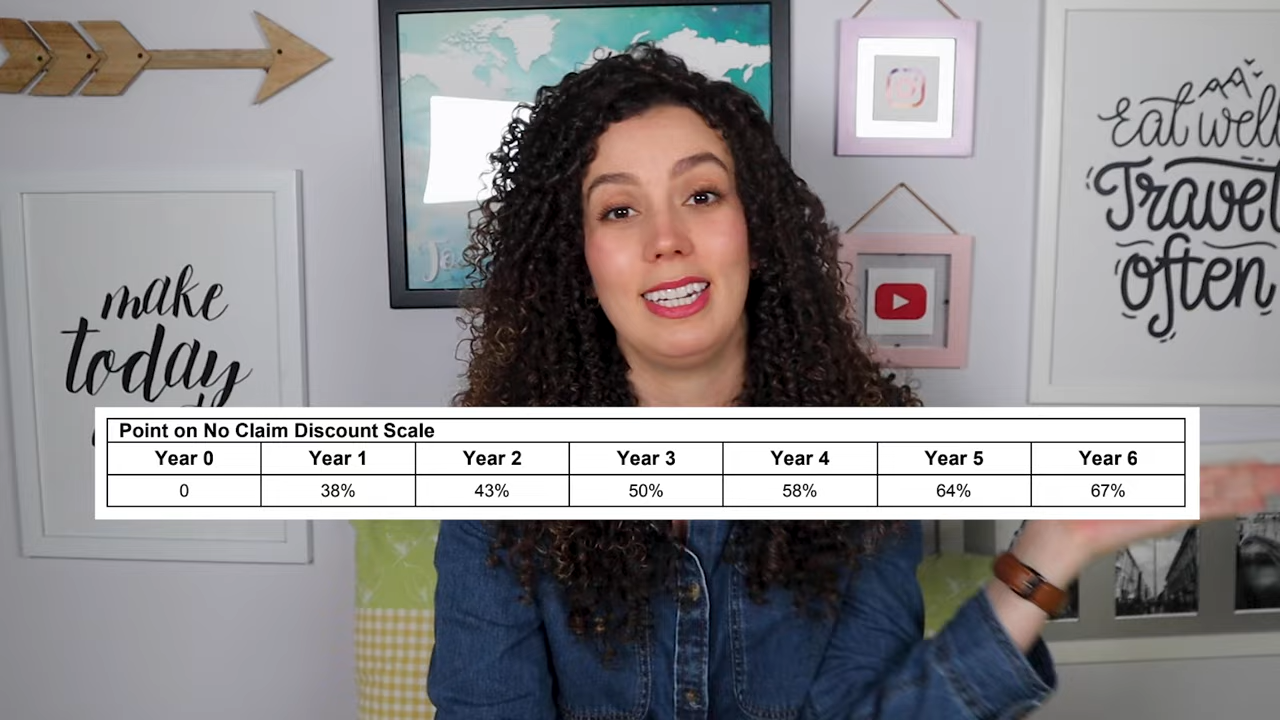 Eat well
Travel
often
make
today
Point on No Claim Discount Scale
Year 0 Year 1 Year 2 Year 3 Year 4 Year 5 Year 6
0 38% 43% 50% 58% 64% 67%